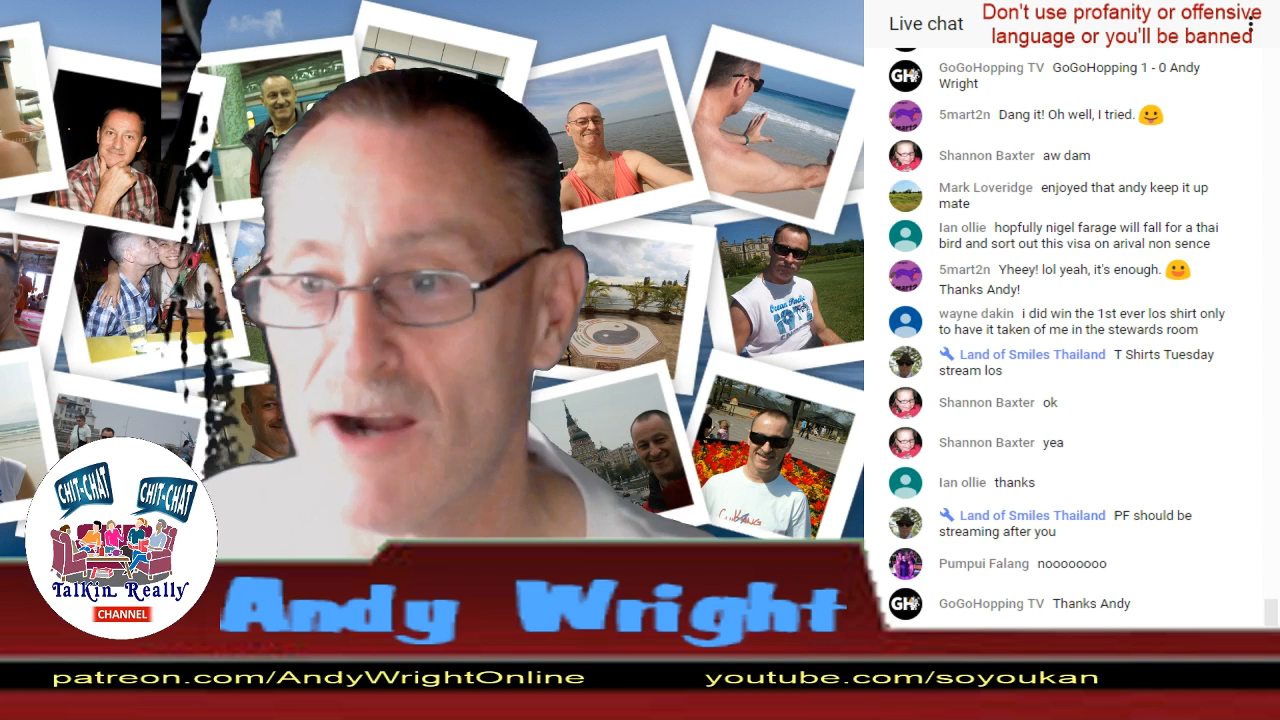 Live chat
Don't use profanity or offensive
language or you'll be banned
GoGoHopping TV GoGoHopping 1 - 0 Andy
Wright
5mart2n Dang it! Oh well, I tried.
Shannon Baxter aw dam
Mark Loveridge enjoyed that andy keep it up
mate
Ian ollie hopfully nigel farage will fall for a thai
bird and sort out this visa on arival non sence
5mart2n Yheey! lol yeah, it's enough.
Thanks Andy!
wayne dakin i did win the 1st ever los shirt only
to have it taken of me in the stewards room
Land of Smiles Thailand T Shirts Tuesday
stream los
Shannon Baxter ok
Shannon Baxter yea
Ian ollie thanks
Land of Smiles Thailand PF should be
streaming after you
Pumpui Falang noooooooo
GH GoGoHopping TV Thanks Andy
CHIT-CHAT CHIT-CHAT
Talkin Really
CHANNEL
Andy Wright
patreon.com/AndyWrightOnline youtube.com/soyoukan